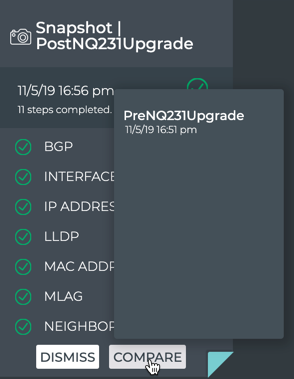 Snapshot |
PostNQ231Upgrade
11/5/19 16:56 pm
11 steps completed.
PreNQ231Upgrade
11/5/19 16:51 pm
BGP
INTERFACE
IP ADDRES
LLDP
MAC ADDR
MLAG
NEIGHBOR
DISMISS
COMPARE